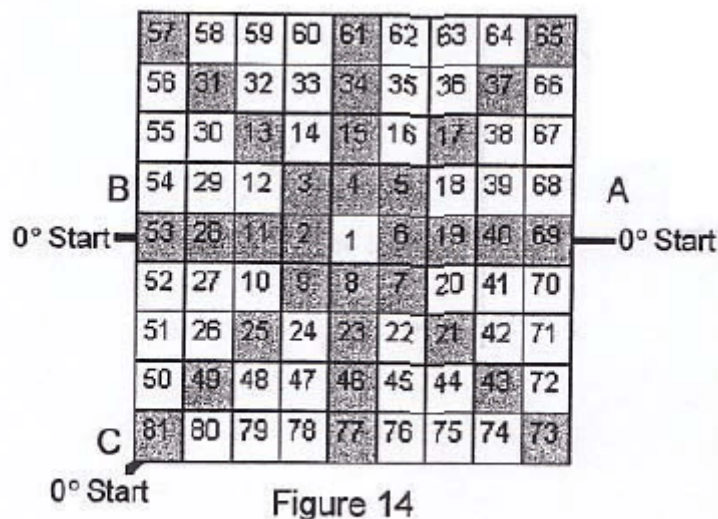 57 58 59 60 61 62 63 64 65
56 31 32 33 34 35 36 37 66
55 30 13 14 15 16 17 38 67
B 54 29 12 3 4 5 18 39 68 A
0° Start 53 28 11 2 1 6 19 40 69 0° Start
52 27 10 9 8 7 20 41 70
51 26 25 24 23 22 21 42 71
50 49 48 47 46 45 44 43 72
C 81 80 79 78 77 76 75 74 73
0° Start
Figure 14